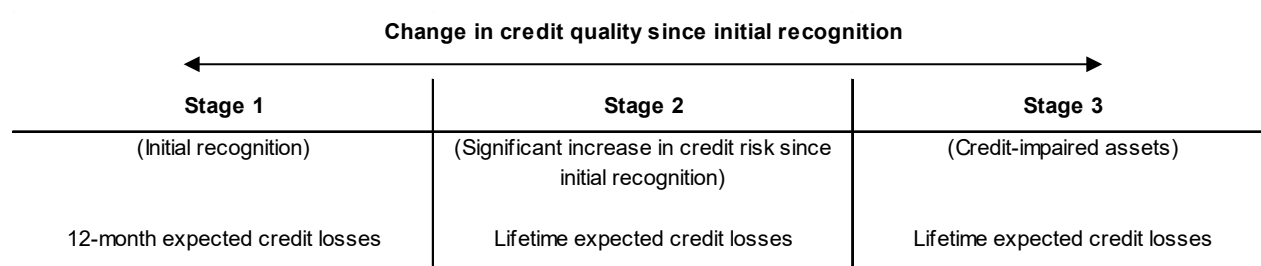 Change in credit quality since initial recognition
Stage 1
Stage 2
Stage 3
(Initial recognition)
(Significant increase in credit risk since
initial recognition)
(Credit-impaired assets)
12-month expected credit losses
Lifetime expected credit losses
Lifetime expected credit losses